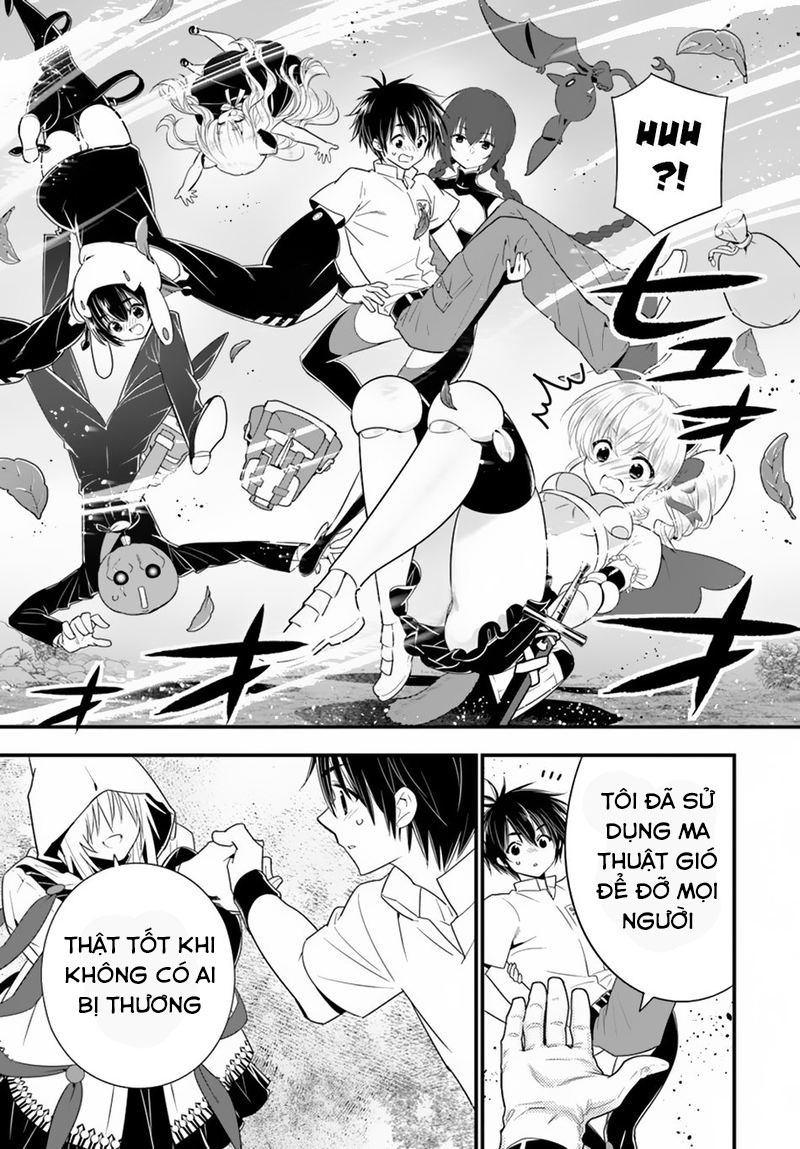 HUH
?!
ヒュオオオ
TÔI ĐÃ SỬ
DỤNG MA
THUẬT GIÓ
ĐỂ ĐỠ MỌI
NGƯỜI
THẬT TỐT KHI
KHÔNG CÓ AI
BỊ THƯƠNG